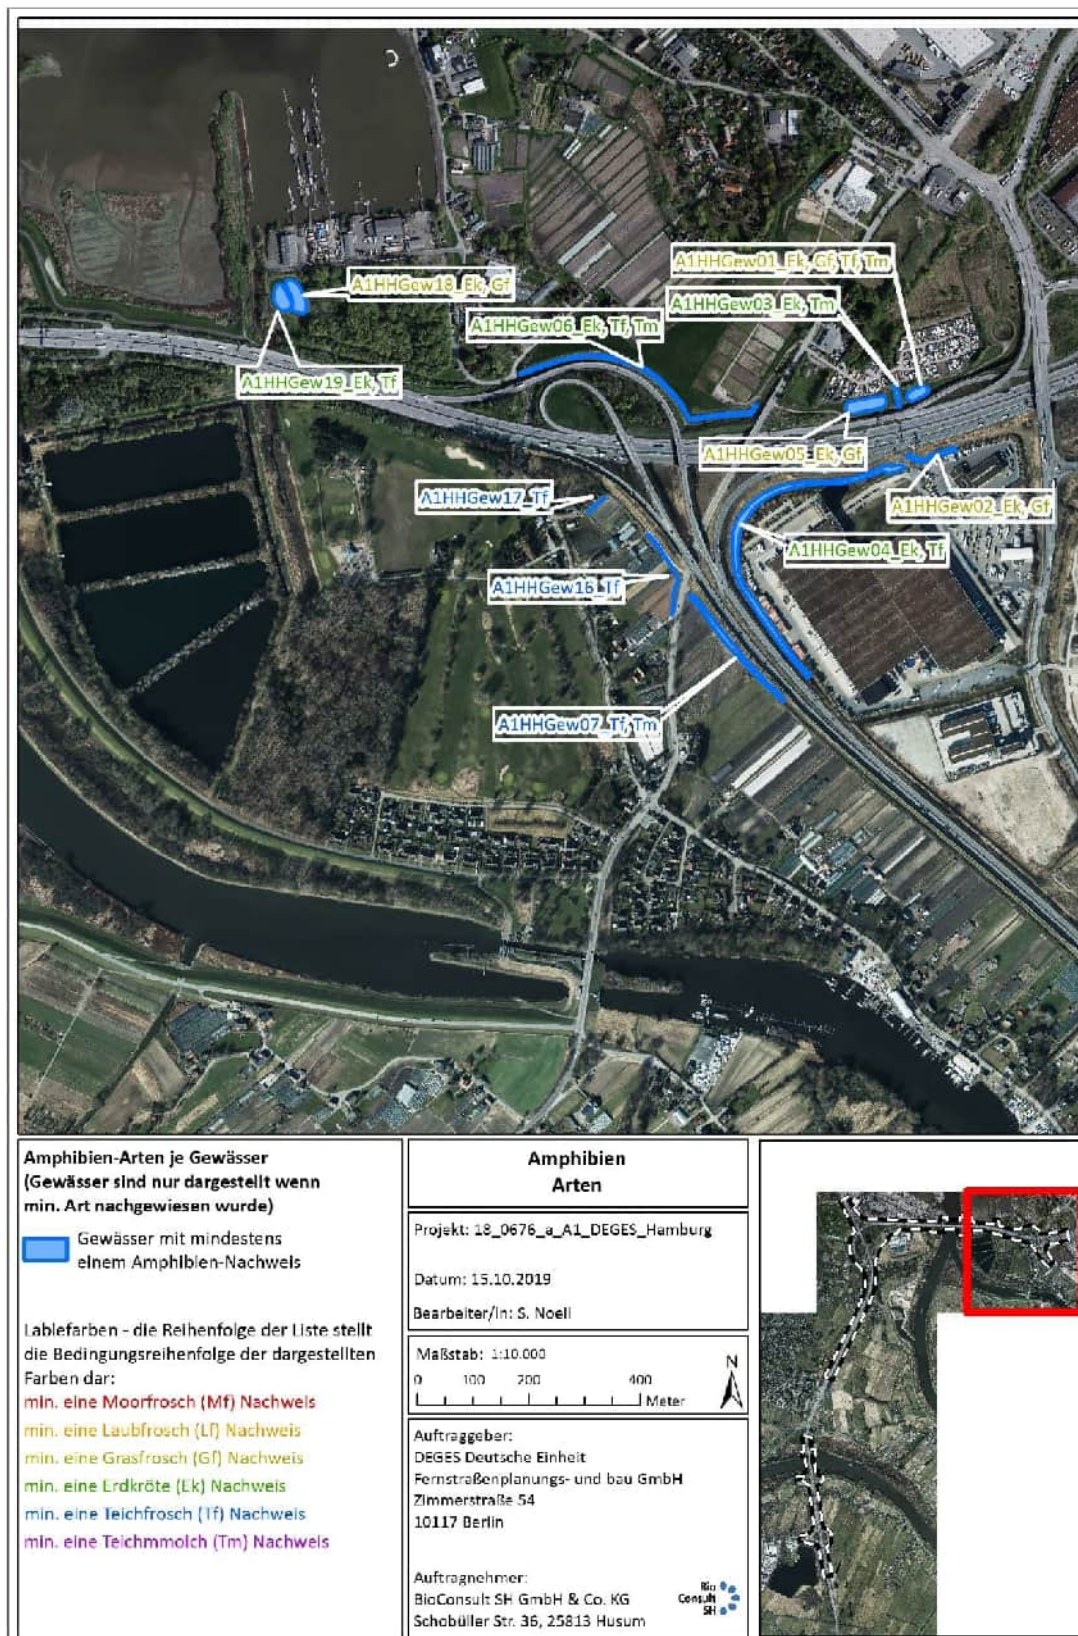 A1HHGew01_Ek, Gf, Tf, Tm
A1HHGew18_Ek, Gf
A1HHGew03_Ek, Tm
A1HHGew06_Ek, Tf, Tm
A1HHGew19_Ek, Tf
A1HHGew05_Ek, Gf
A1HHGew17_Tf
A1HHGew02_Ek, Gf
A1HHGew04_Ek, Tf
A1HHGew16_Tf
A1HHGew07_Tf, Tm
Amphibien-Arten je Gewässer
(Gewässer sind nur dargestellt wenn
min. Art nachgewiesen wurde)
Gewässer mit mindestens
einem Amphibien-Nachweis
Lablefarben - die Reihenfolge der Liste stellt
die Bedingungsreihenfolge der dargestellten
Farben dar:
min. eine Moorfrosch (Mf) Nachweis
min. eine Laubfrosch (Lf) Nachweis
min. eine Grasfrosch (Gf) Nachweis
min. eine Erdkröte (Ek) Nachweis
min. eine Teichfrosch (Tf) Nachweis
min. eine Teichmmolch (Tm) Nachweis
Amphibien
Arten
Projekt: 18_0676_a_A1_DEGES_Hamburg
Datum: 15.10.2019
Bearbeiter/in: S. Noell
Maßstab: 1:10.000
0 100 200 400
Meter
N
Auftraggeber:
DEGES Deutsche Einheit
Fernstraßenplanungs- und bau GmbH
Zimmerstraße 54
10117 Berlin
Auftragnehmer:
BioConsult SH GmbH & Co. KG
Schobüller Str. 36, 25813 Husum
Bio
Consult
SH